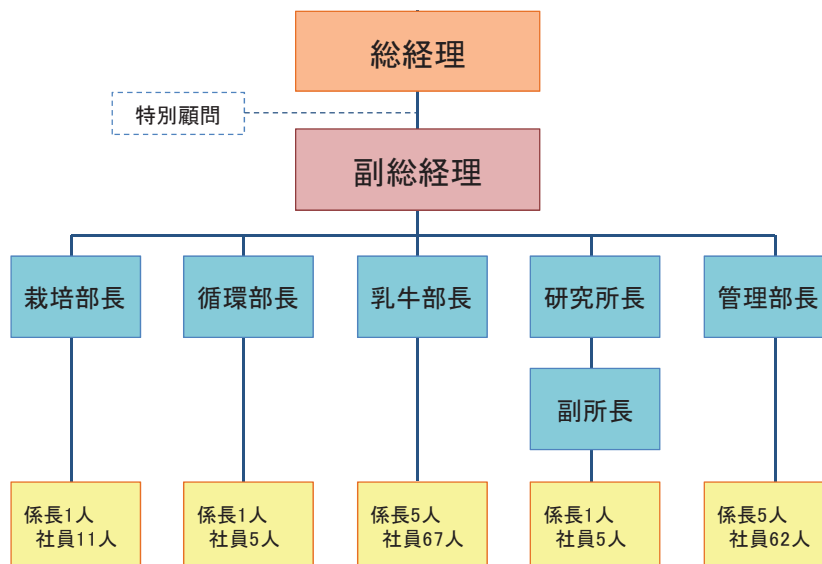 総経理
特別顧問
副総経理
栽培部長
循環部長
乳牛部長
研究所長
管理部長
副所長
係長1人
社員11人
係長1人
社員5人
係長5人
社員67人
係長1人
社員5人
係長5人
社員62人